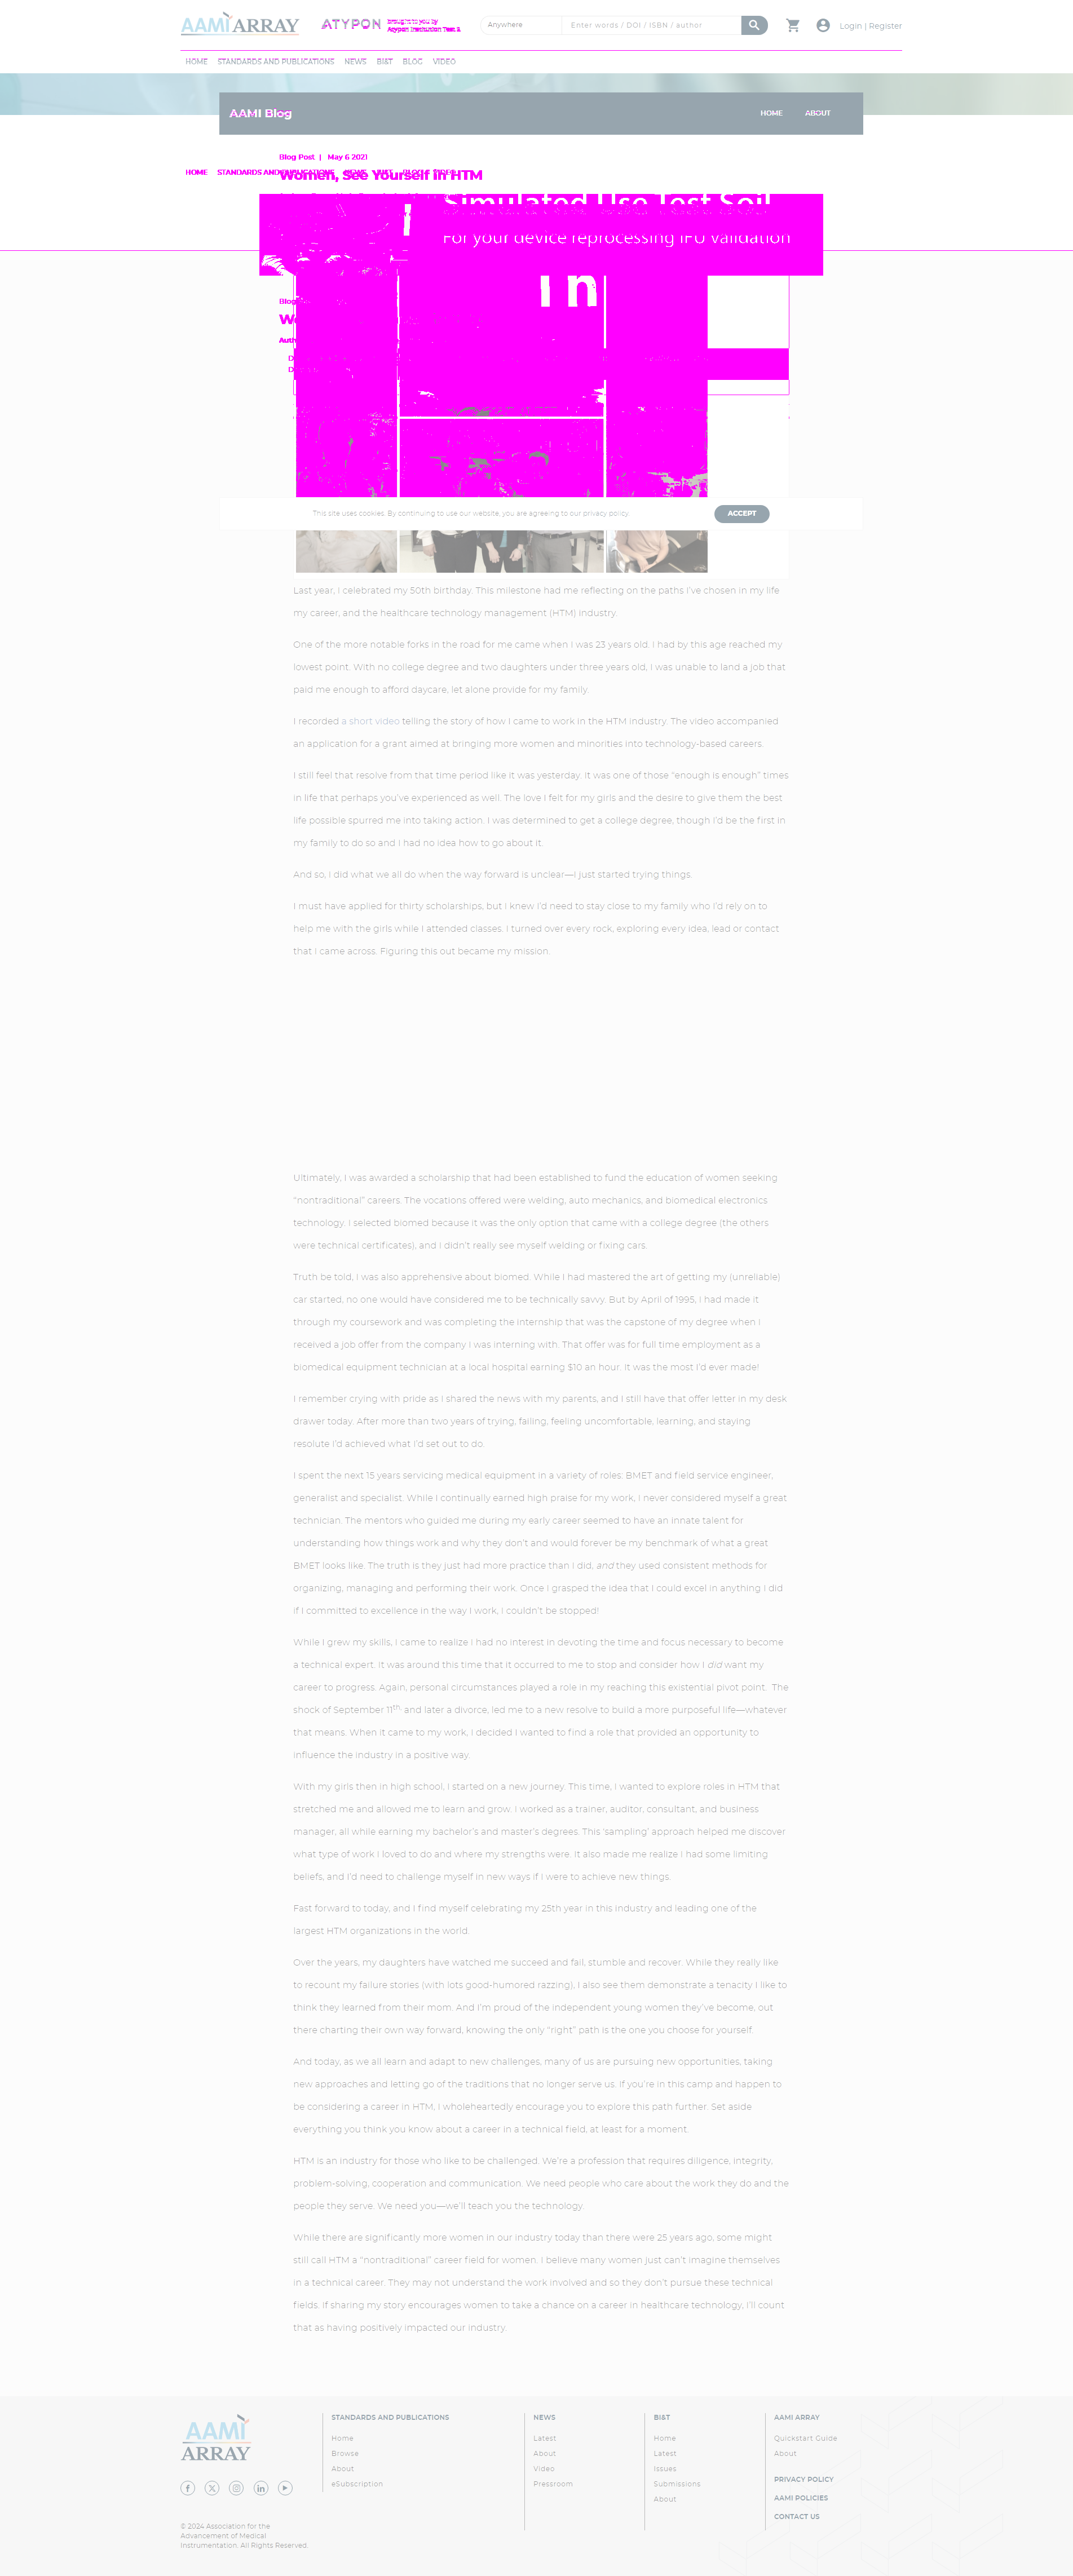 AAMI ARRAY
ATYPON
brought to you by
Atypon Institution Test 2
Anywhere
Enter words / DOI / ISBN / author
Login | Register
HOME STANDARDS AND PUBLICATIONS NEWS BI&T BLOG VIDEO
AAMI Blog
HOME ABOUT
Blog Post | May 6 2021
Women, See Yourself in HTM
HOME STANDARDS AND PUBLICATIONS NEWS
Simulated Use Test Soil
For your device reprocessing IFU validation
This site uses cookies. By continuing to use our website, you are agreeing to our privacy policy.
ACCEPT
Last year, I celebrated my 50th birthday. This milestone had me reflecting on the paths I've chosen in my life
my career, and the healthcare technology management (HTM) industry.
One of the more notable forks in the road for me came when I was 23 years old. I had by this age reached my
lowest point. With no college degree and two daughters under three years old, I was unable to land a job that
paid me enough to afford daycare, let alone provide for my family.
I recorded a short video telling the story of how I came to work in the HTM industry. The video accompanied
an application for a grant aimed at bringing more women and minorities into technology-based careers.
I still feel that resolve from that time period like it was yesterday. It was one of those “enough is enough” times
in life that perhaps you've experienced as well. The love I felt for my girls and the desire to give them the best
life possible spurred me into taking action. I was determined to get a college degree, though I'd be the first in
my family to do so and I had no idea how to go about it.
And so, I did what we all do when the way forward is unclear—I just started trying things.
I must have applied for thirty scholarships, but I knew I'd need to stay close to my family who I'd rely on to
help me with the girls while I attended classes. I turned over every rock, exploring every idea, lead or contact
that I came across. Figuring this out became my mission.
Ultimately, I was awarded a scholarship that had been established to fund the education of women seeking
“nontraditional” careers. The vocations offered were welding, auto mechanics, and biomedical electronics
technology. I selected biomed because it was the only option that came with a college degree (the others
were technical certificates), and I didn't really see myself welding or fixing cars.
Truth be told, I was also apprehensive about biomed. While I had mastered the art of getting my (unreliable)
car started, no one would have considered me to be technically savvy. But by April of 1995, I had made it
through my coursework and was completing the internship that was the capstone of my degree when I
received a job offer from the company I was interning with. That offer was for full time employment as a
biomedical equipment technician at a local hospital earning $10 an hour. It was the most I'd ever made!
I remember crying with pride as I shared the news with my parents, and I still have that offer letter in my desk
drawer today. After more than two years of trying, failing, feeling uncomfortable, learning, and staying
resolute I'd achieved what I'd set out to do.
I spent the next 15 years servicing medical equipment in a variety of roles: BMET and field service engineer,
generalist and specialist. While I continually earned high praise for my work, I never considered myself a great
technician. The mentors who guided me during my early career seemed to have an innate talent for
understanding how things work and why they don't and would forever be my benchmark of what a great
BMET looks like. The truth is they just had more practice than I did, and they used consistent methods for
organizing, managing and performing their work. Once I grasped the idea that I could excel in anything I did
if I committed to excellence in the way I work, I couldn't be stopped!
While I grew my skills, I came to realize I had no interest in devoting the time and focus necessary to become
a technical expert. It was around this time that it occurred to me to stop and consider how I did want my
career to progress. Again, personal circumstances played a role in my reaching this existential pivot point. The
shock of September 11th, and later a divorce, led me to a new resolve to build a more purposeful life—whatever
that means. When it came to my work, I decided I wanted to find a role that provided an opportunity to
influence the industry in a positive way.
With my girls then in high school, I started on a new journey. This time, I wanted to explore roles in HTM that
stretched me and allowed me to learn and grow. I worked as a trainer, auditor, consultant, and business
manager, all while earning my bachelor's and master's degrees. This ‘sampling’ approach helped me discover
what type of work I loved to do and where my strengths were. It also made me realize I had some limiting
beliefs, and I'd need to challenge myself in new ways if I were to achieve new things.
Fast forward to today, and I find myself celebrating my 25th year in this industry and leading one of the
largest HTM organizations in the world.
Over the years, my daughters have watched me succeed and fail, stumble and recover. While they really like
to recount my failure stories (with lots good-humored razzing), I also see them demonstrate a tenacity I like to
think they learned from their mom. And I'm proud of the independent young women they've become, out
there charting their own way forward, knowing the only “right” path is the one you choose for yourself.
And today, as we all learn and adapt to new challenges, many of us are pursuing new opportunities, taking
new approaches and letting go of the traditions that no longer serve us. If you're in this camp and happen to
be considering a career in HTM, I wholeheartedly encourage you to explore this path further. Set aside
everything you think you know about a career in a technical field, at least for a moment.
HTM is an industry for those who like to be challenged. We're a profession that requires diligence, integrity,
problem-solving, cooperation and communication. We need people who care about the work they do and the
people they serve. We need you—we'll teach you the technology.
While there are significantly more women in our industry today than there were 25 years ago, some might
still call HTM a “nontraditional” career field for women. I believe many women just can't imagine themselves
in a technical career. They may not understand the work involved and so they don't pursue these technical
fields. If sharing my story encourages women to take a chance on a career in healthcare technology, I'll count
that as having positively impacted our industry.
AAMI ARRAY
© 2024 Association for the
Advancement of Medical
Instrumentation. All Rights Reserved.
STANDARDS AND PUBLICATIONS
Home
Browse
About
eSubscription
NEWS
Latest
About
Video
Pressroom
BI&T
Home
Latest
Issues
Submissions
About
AAMI ARRAY
Quickstart Guide
About
PRIVACY POLICY
AAMI POLICIES
CONTACT US